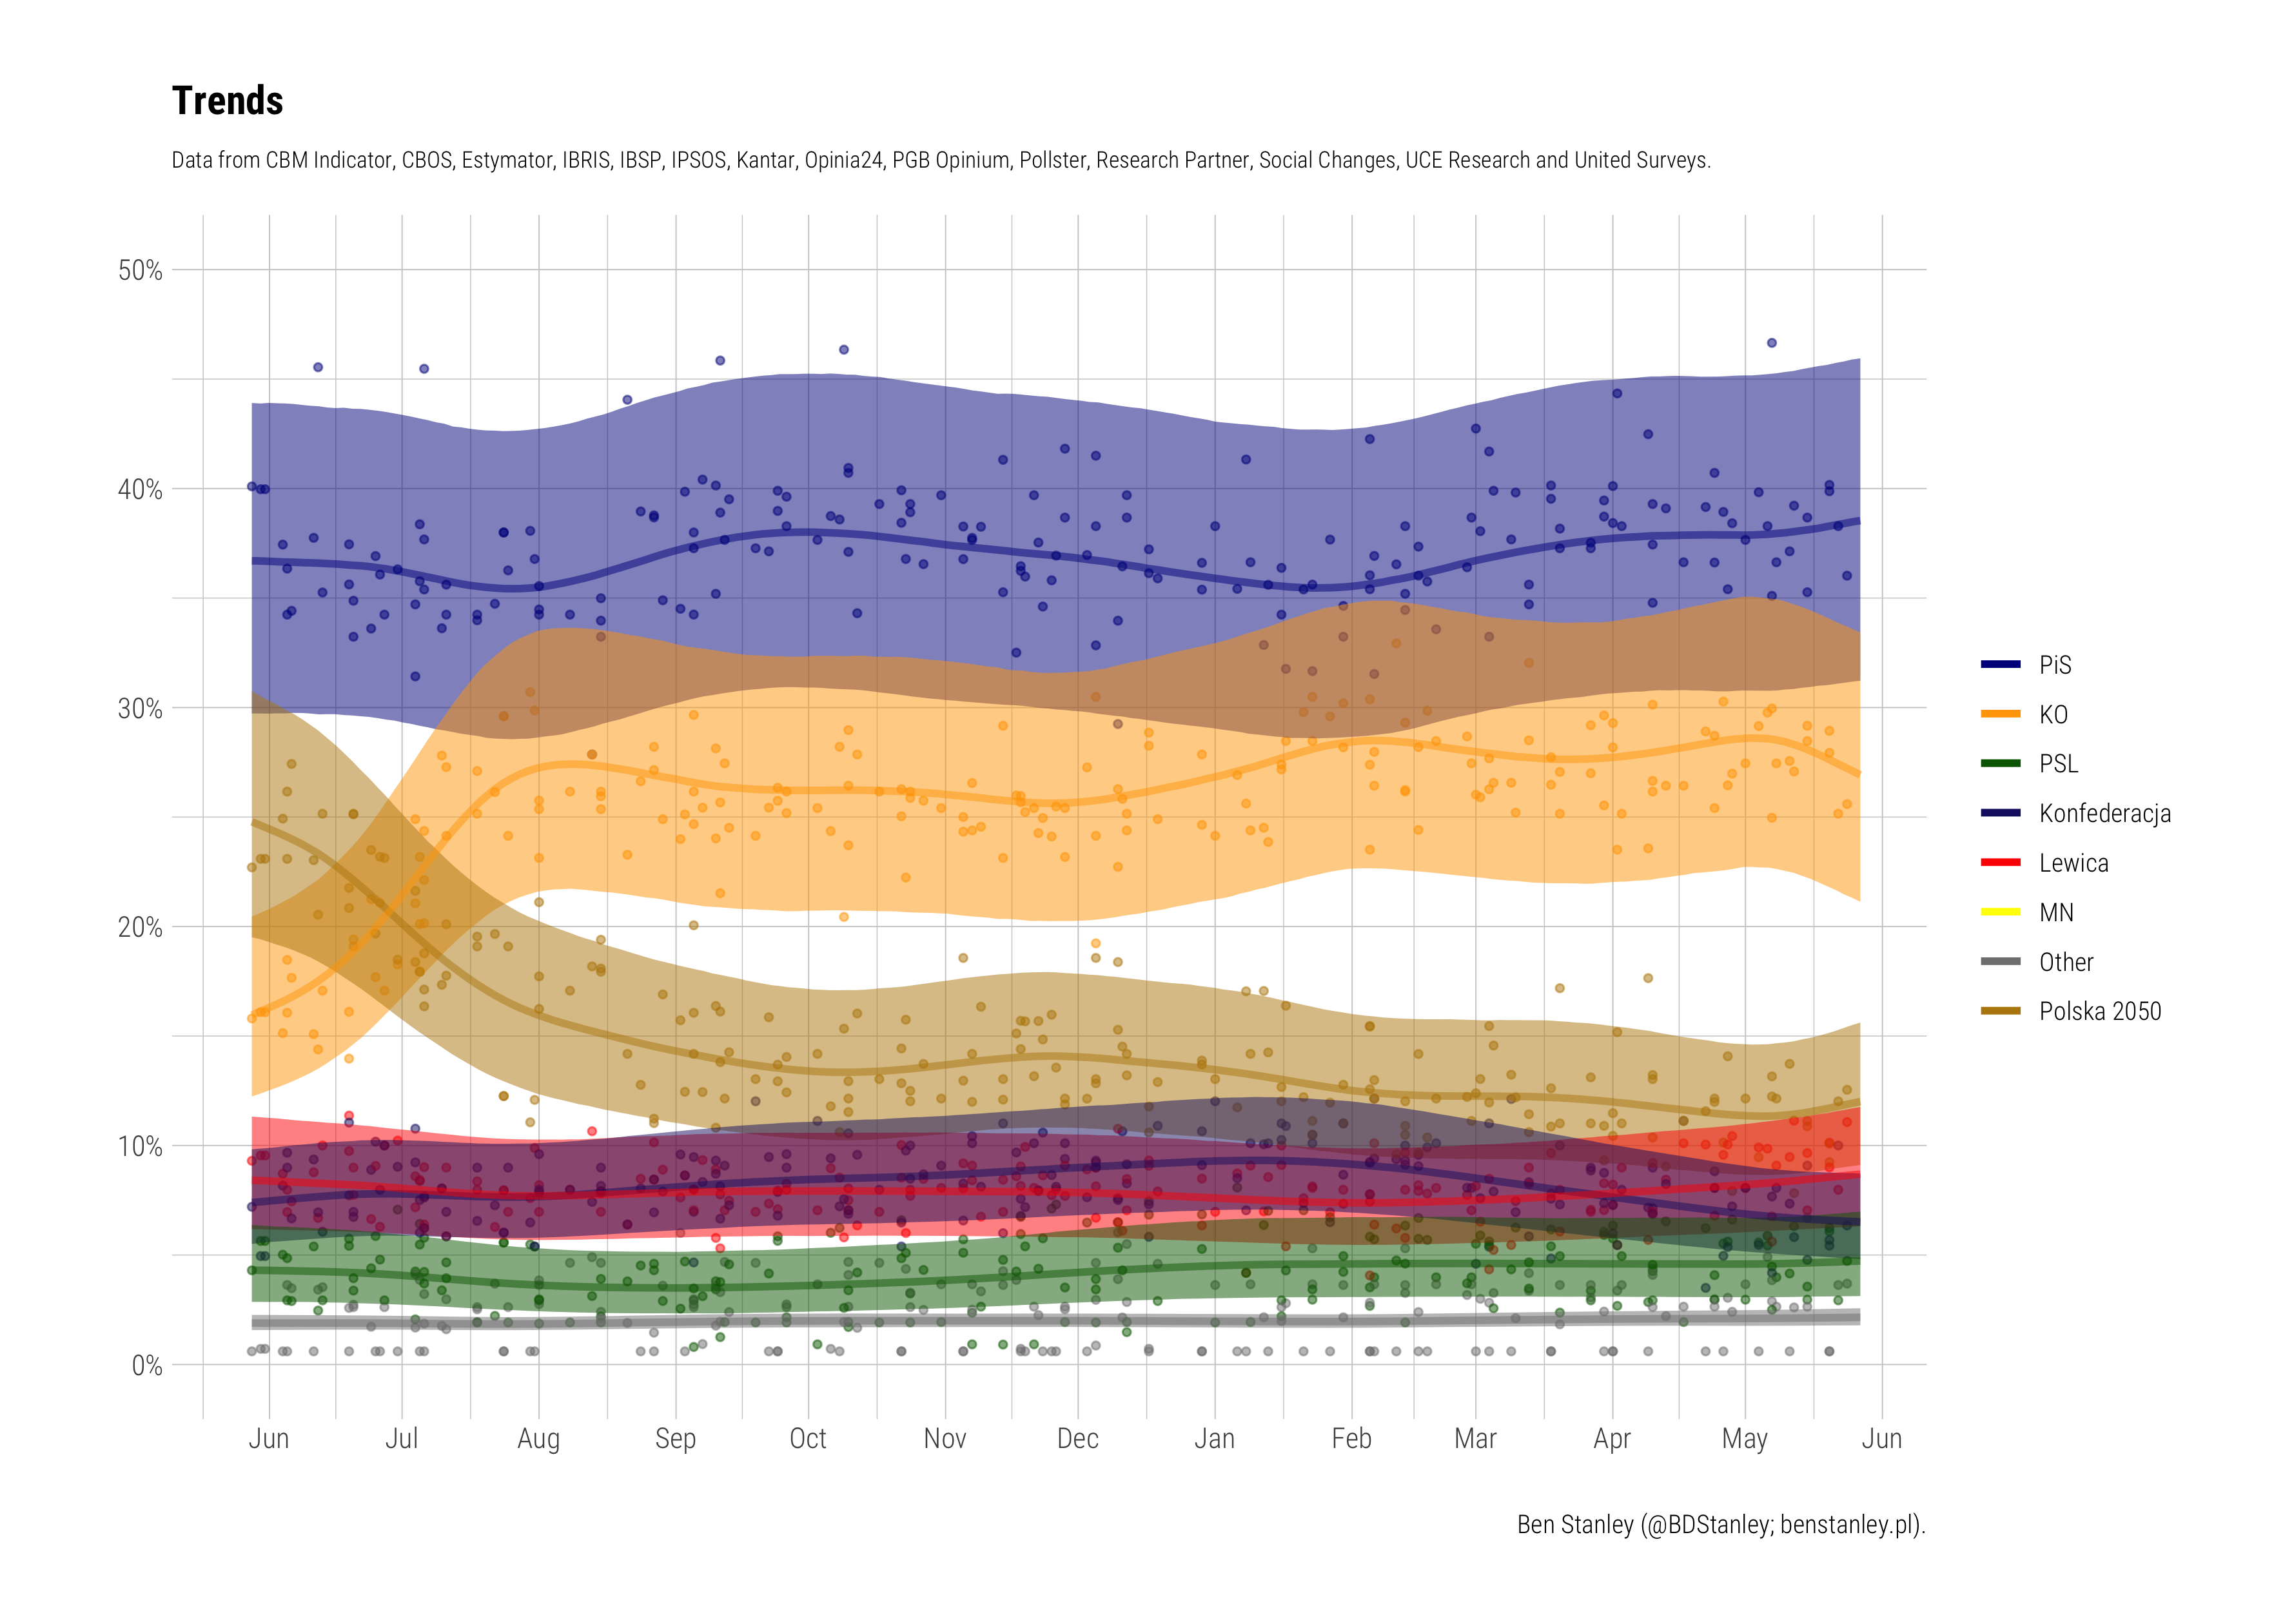 Trends
Data from CBM Indicator, CBOS, Estymator, IBRIS, IBSP, IPSOS, Kantar, Opinia24, PGB Opinium, Pollster, Research Partner, Social Changes, UCE Research and United Surveys.
50%
40%
30%
20%
10%
0%
Jun Jul Aug Sep Oct Nov Dec Jan Feb Mar Apr May Jun
PiS
KO
PSL
Konfederacja
Lewica
MN
Other
Polska 2050
Ben Stanley (@BDStanley; benstanley.pl).